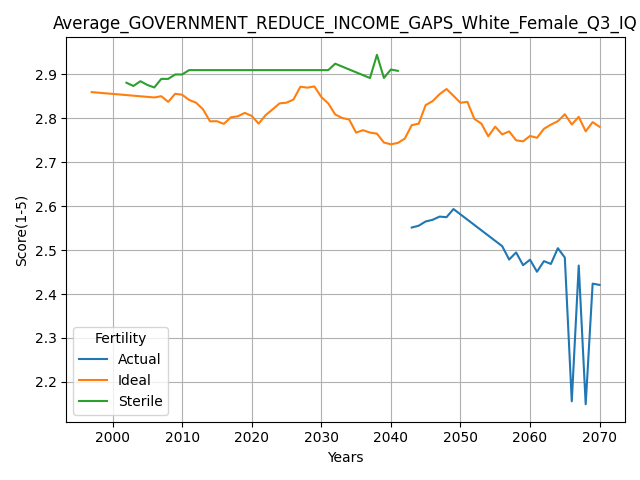 Average_GOVERNMENT_REDUCE_INCOME_GAPS_White_Female_Q3_IQ
2.9
2.8
2.7
2.6
2.5
2.4
2.3
2.2
Score(1-5)
Fertility
Actual
Ideal
Sterile
2000 2010 2020 2030 2040 2050 2060 2070
Years